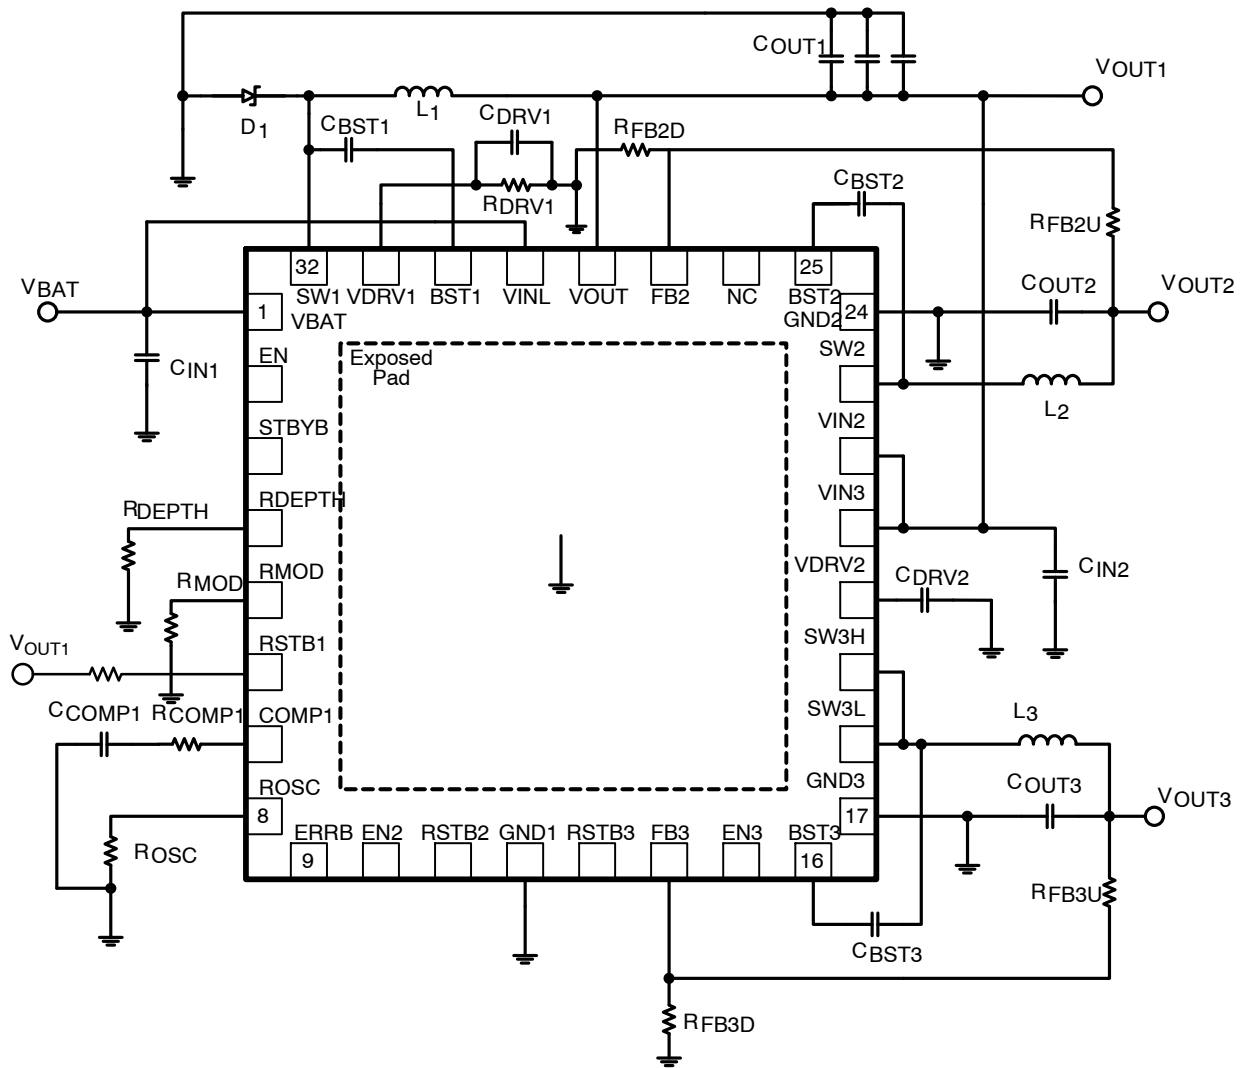 COUT1
VOUT1
D1
L1
CBST1
CDRV1
RDRV1
RFB2D
CBST2
RFB2U
VBAT
32
25
SW1
VDRV1
BST1
VINL
VOUT
FB2
NC
BST2
1
VBAT
GND2
24
COUT2
VOUT2
CIN1
EN
Exposed
Pad
SW2
L2
STBYB
VIN2
RDEPTH
RDEPTH
VIN3
RMOD
RMOD
VDRV2
CDRV2
CIN2
VOUT1
RSTB1
SW3H
CCOMP1
RCOMP1
COMP1
SW3L
L3
ROSC
GND3
COUT3
VOUT3
8
17
ROSC
ERRB
EN2
RSTB2
GND1
RSTB3
FB3
EN3
BST3
9
16
RFB3U
CBST3
RFB3D